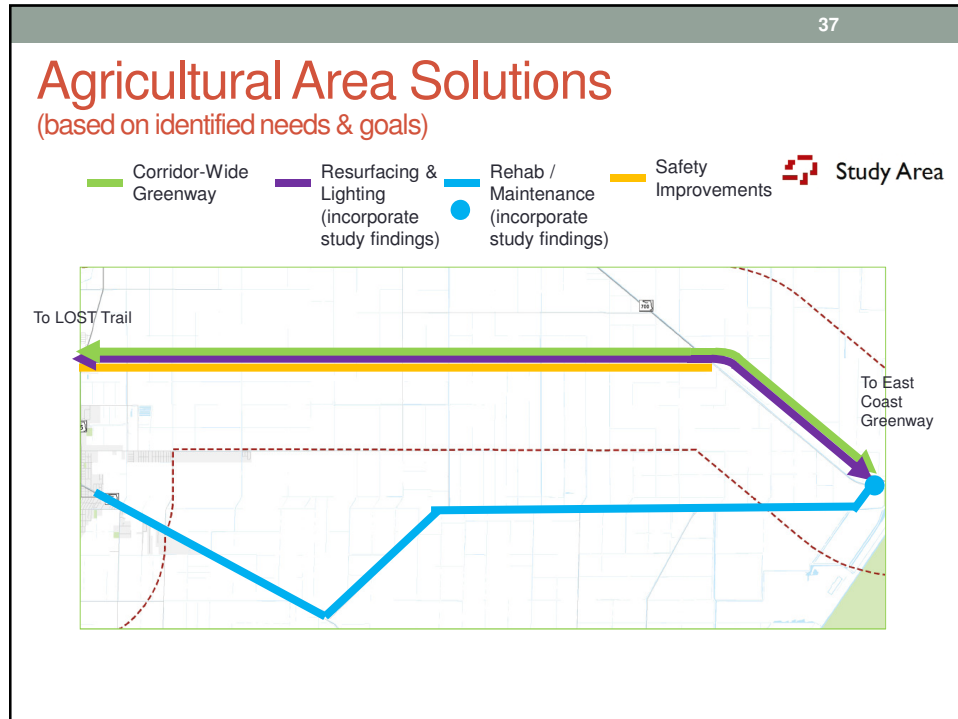 37
Agricultural Area Solutions
(based on identified needs & goals)
Corridor-Wide
Greenway
Resurfacing &
Lighting
(incorporate
study findings)
Rehab /
Maintenance
(incorporate
study findings)
Safety
Improvements
Study Area
To LOST Trail
700
To East
Coast
Greenway